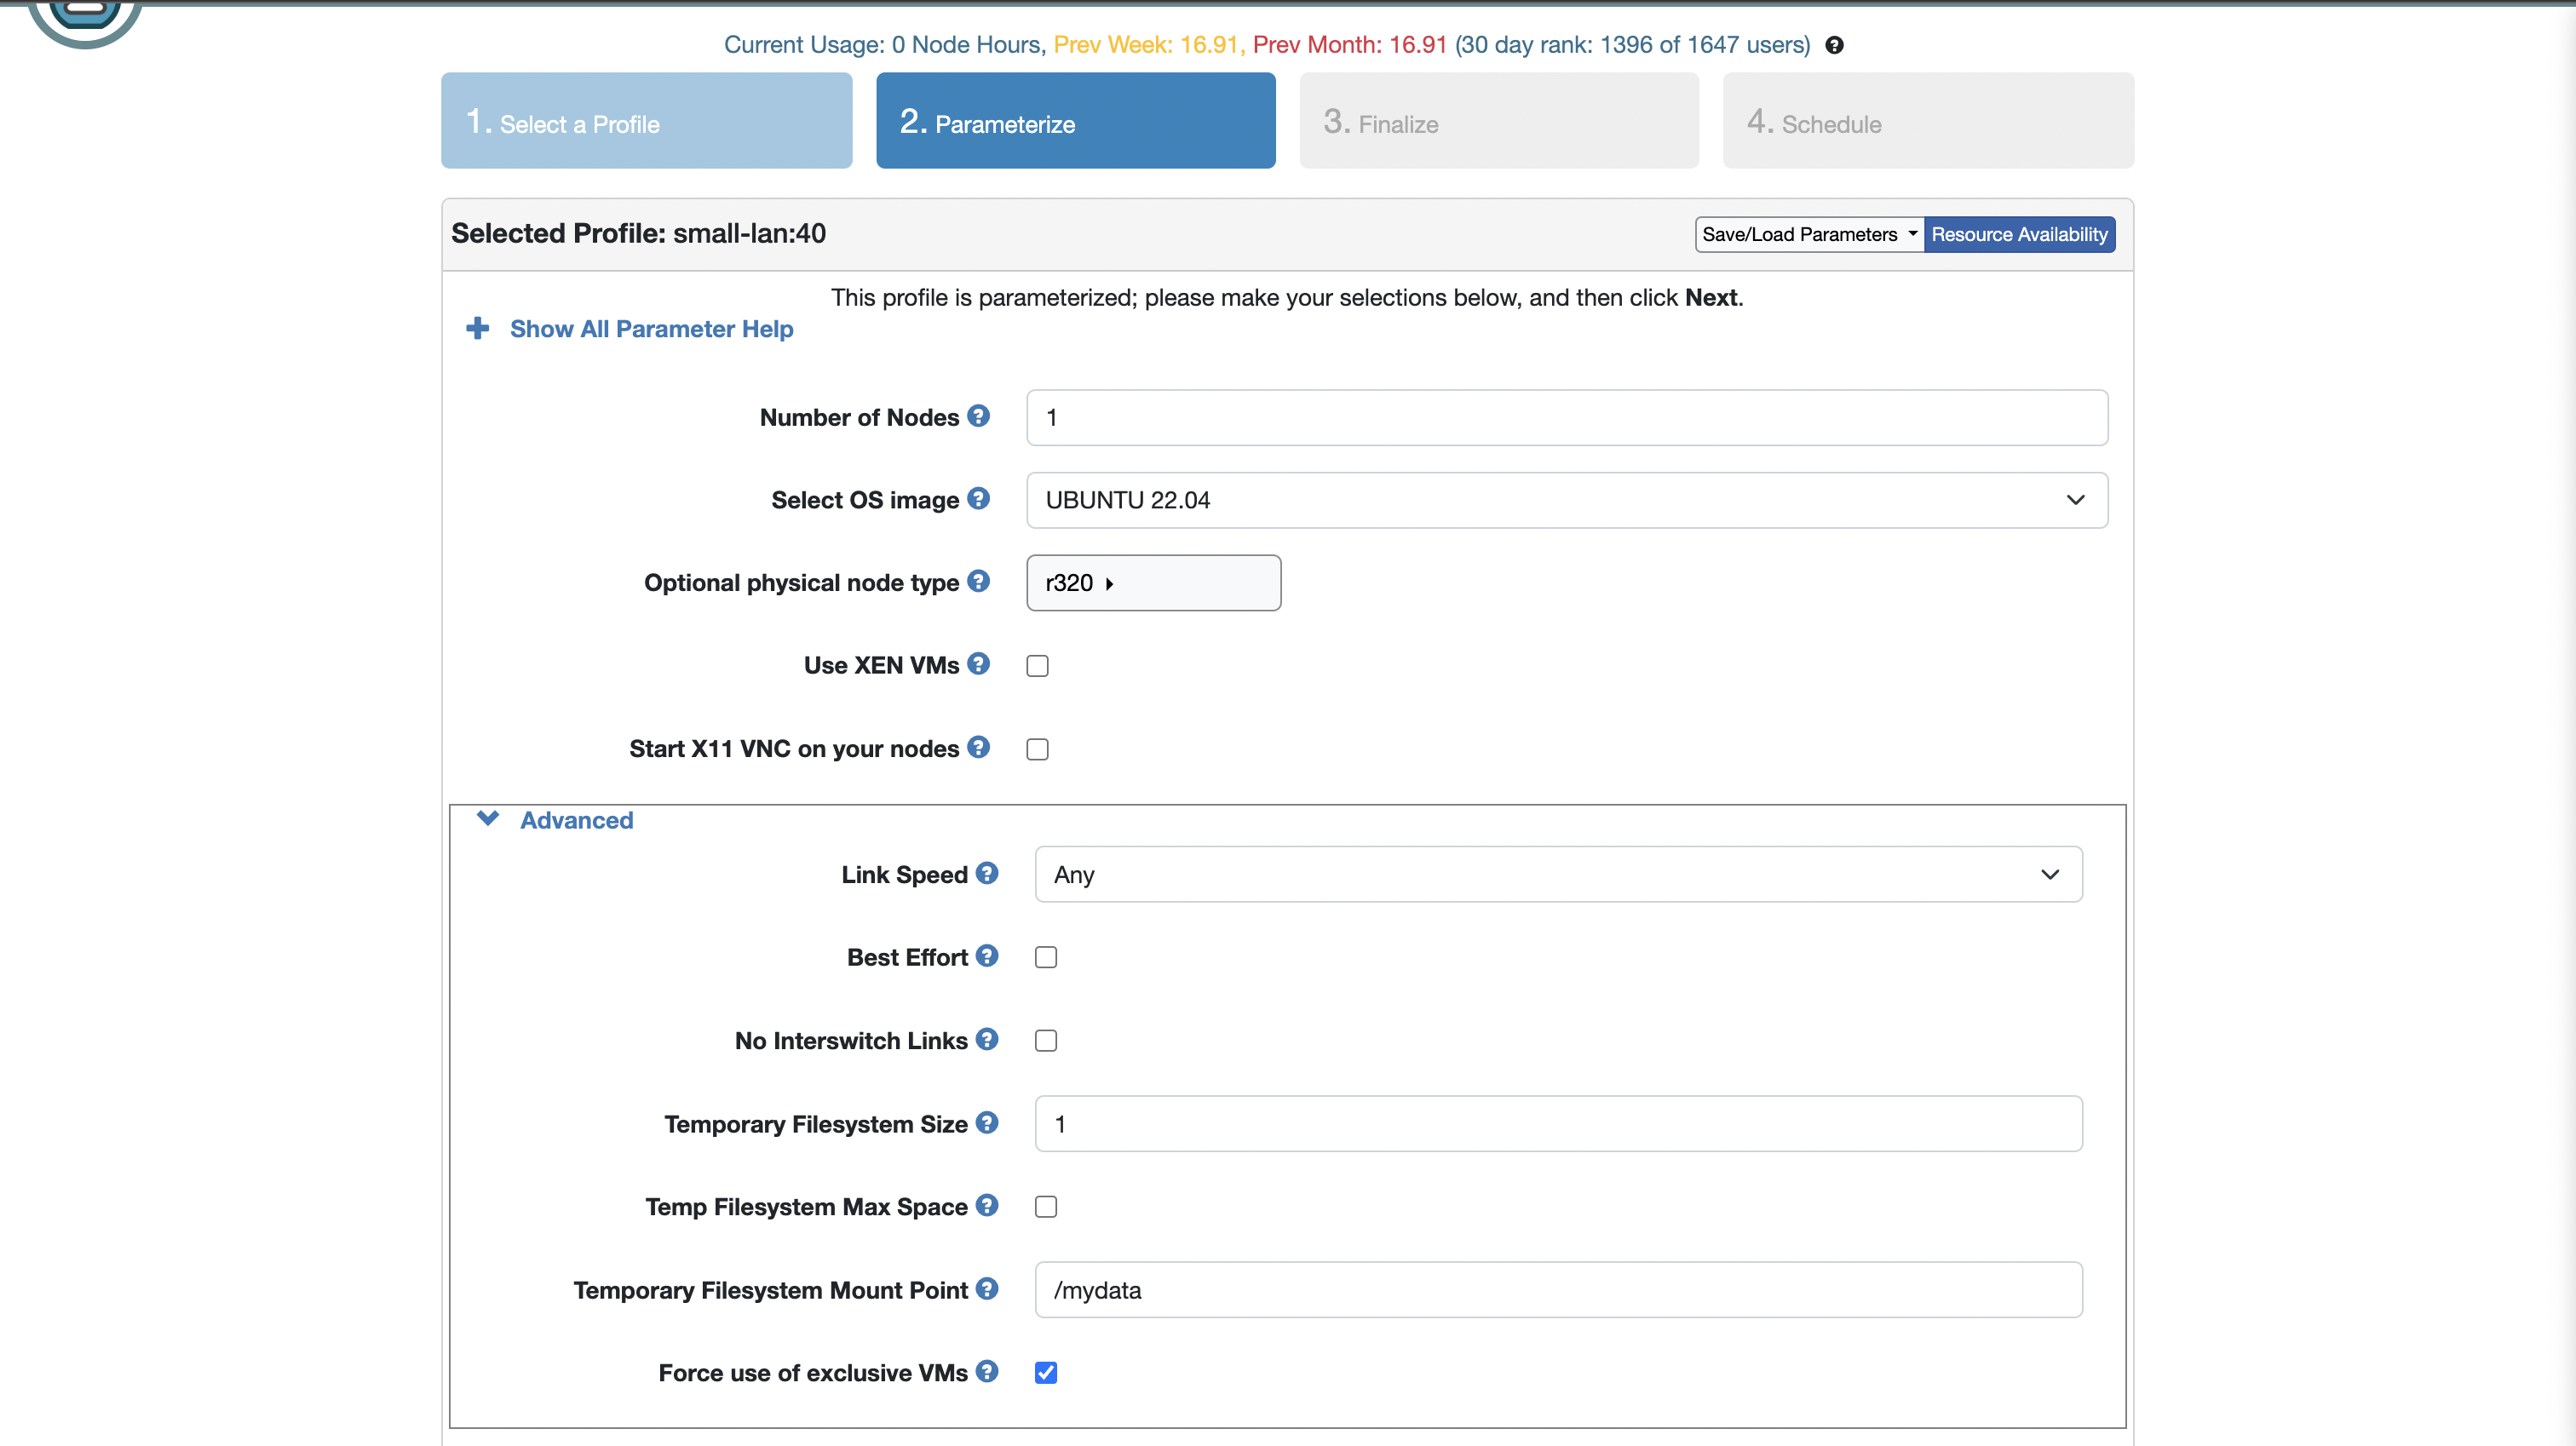 Current Usage: 0 Node Hours, Prev Week: 16.91, Prev Month: 16.91 (30 day rank: 1396 of 1647 users)
1. Select a Profile
2. Parameterize
3. Finalize
4. Schedule
Selected Profile: small-lan:40
Save/Load Parameters
Resource Availability
This profile is parameterized; please make your selections below, and then click Next.
Show All Parameter Help
Number of Nodes
1
Select OS image
UBUNTU 22.04
Optional physical node type
r320
Use XEN VMs
Start X11 VNC on your nodes
Advanced
Link Speed
Any
Best Effort
No Interswitch Links
Temporary Filesystem Size
1
Temp Filesystem Max Space
Temporary Filesystem Mount Point
/mydata
Force use of exclusive VMs